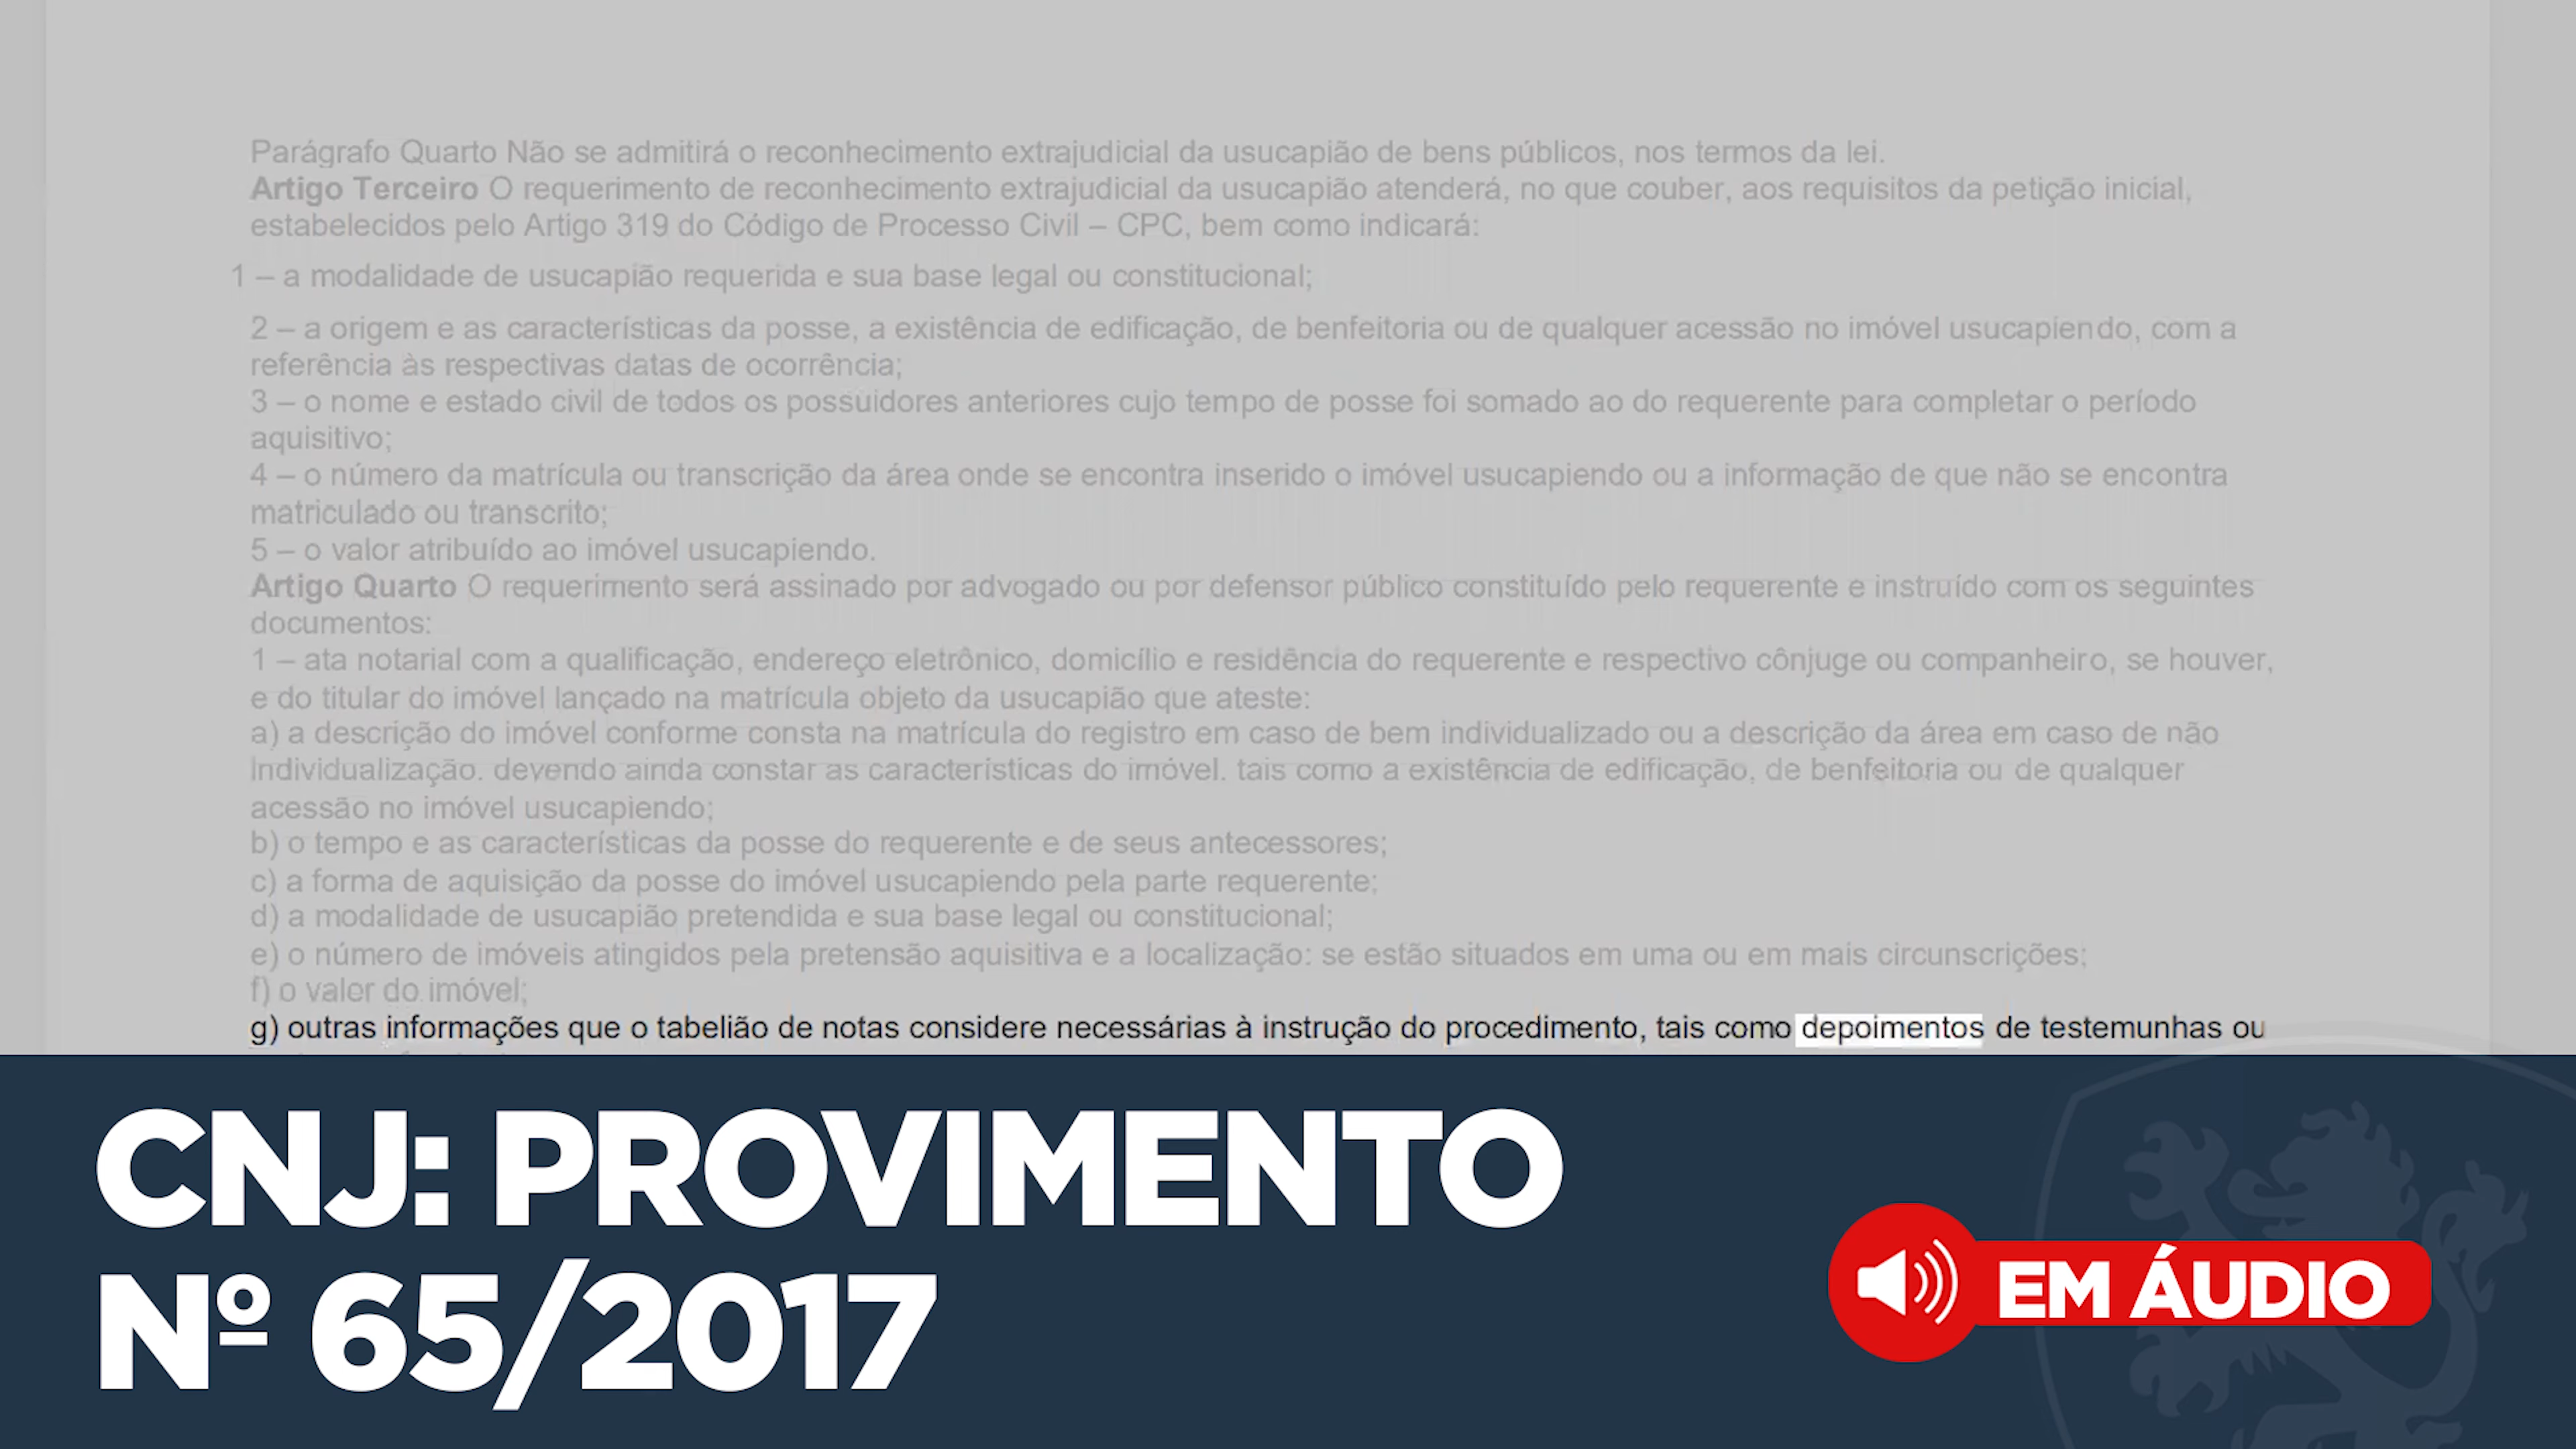 Parágrafo Quarto Não se admitirá o reconhecimento extrajudicial da usucapião de bens públicos, nos termos da lei.
Artigo Terceiro O requerimento de reconhecimento extrajudicial da usucapião atenderá, no que couber, aos requisitos da petição inicial,
estabelecidos pelo Artigo 319 do Código de Processo Civil – CPC, bem como indicará:
1 – a modalidade de usucapião requerida e sua base legal ou constitucional;
2 – a origem e as características da posse, a existência de edificação, de benfeitoria ou de qualquer acessão no imóvel usucapiendo, com a
referência às respectivas datas de ocorrência;
3 – o nome e estado civil de todos os possuidores anteriores cujo tempo de posse foi somado ao do requerente para completar o período
aquisitivo;
4 – o número da matrícula ou transcrição da área onde se encontra inserido o imóvel usucapiendo ou a informação de que não se encontra
matriculado ou transcrito;
5 – o valor atribuído ao imóvel usucapiendo.
Artigo Quarto O requerimento será assinado por advogado ou por defensor público constituído pelo requerente e instruído com os seguintes
documentos:
1 – ata notarial com a qualificação, endereço eletrônico, domicílio e residência do requerente e respectivo cônjuge ou companheiro, se houver,
e do titular do imóvel lançado na matrícula objeto da usucapião que ateste:
a) a descrição do imóvel conforme consta na matrícula do registro em caso de bem individualizado ou a descrição da área em caso de não
individualização. devendo ainda constar as características do imóvel. tais como a existência de edificação, de benfeitoria ou de qualquer
acessão no imóvel usucapiendo;
b) o tempo e as características da posse do requerente e de seus antecessores;
c) a forma de aquisição da posse do imóvel usucapiendo pela parte requerente;
d) a modalidade de usucapião pretendida e sua base legal ou constitucional;
e) o número de imóveis atingidos pela pretensão aquisitiva e a localização: se estão situados em uma ou em mais circunscrições;
f) o valer do imóvel;
g) outras informações que o tabelião de notas considere necessárias à instrução do procedimento, tais como depoimentos de testemunhas ou
CNJ: PROVIMENTO
Nº 65/2017
EM ÁUDIO